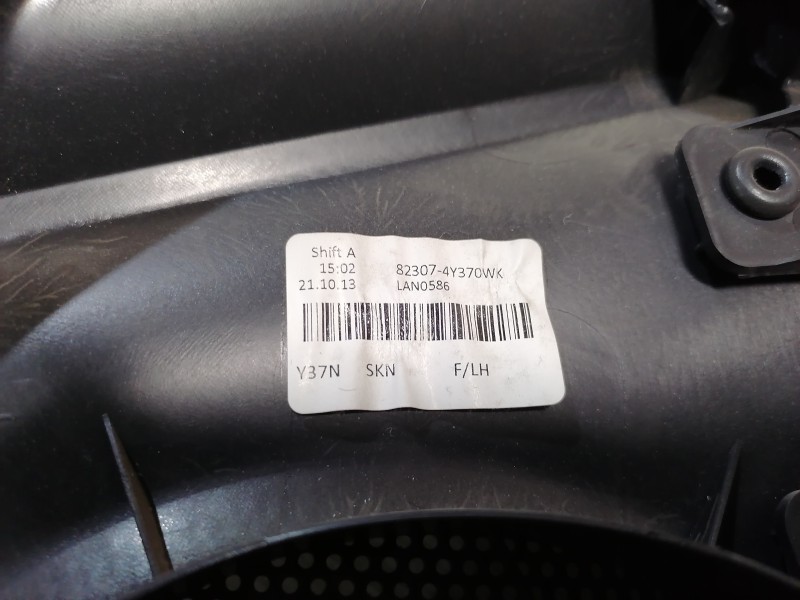 Shift A
15:02 82307-4Y370WK
21.10.13 LAN0586
Y37N SKN F/LH